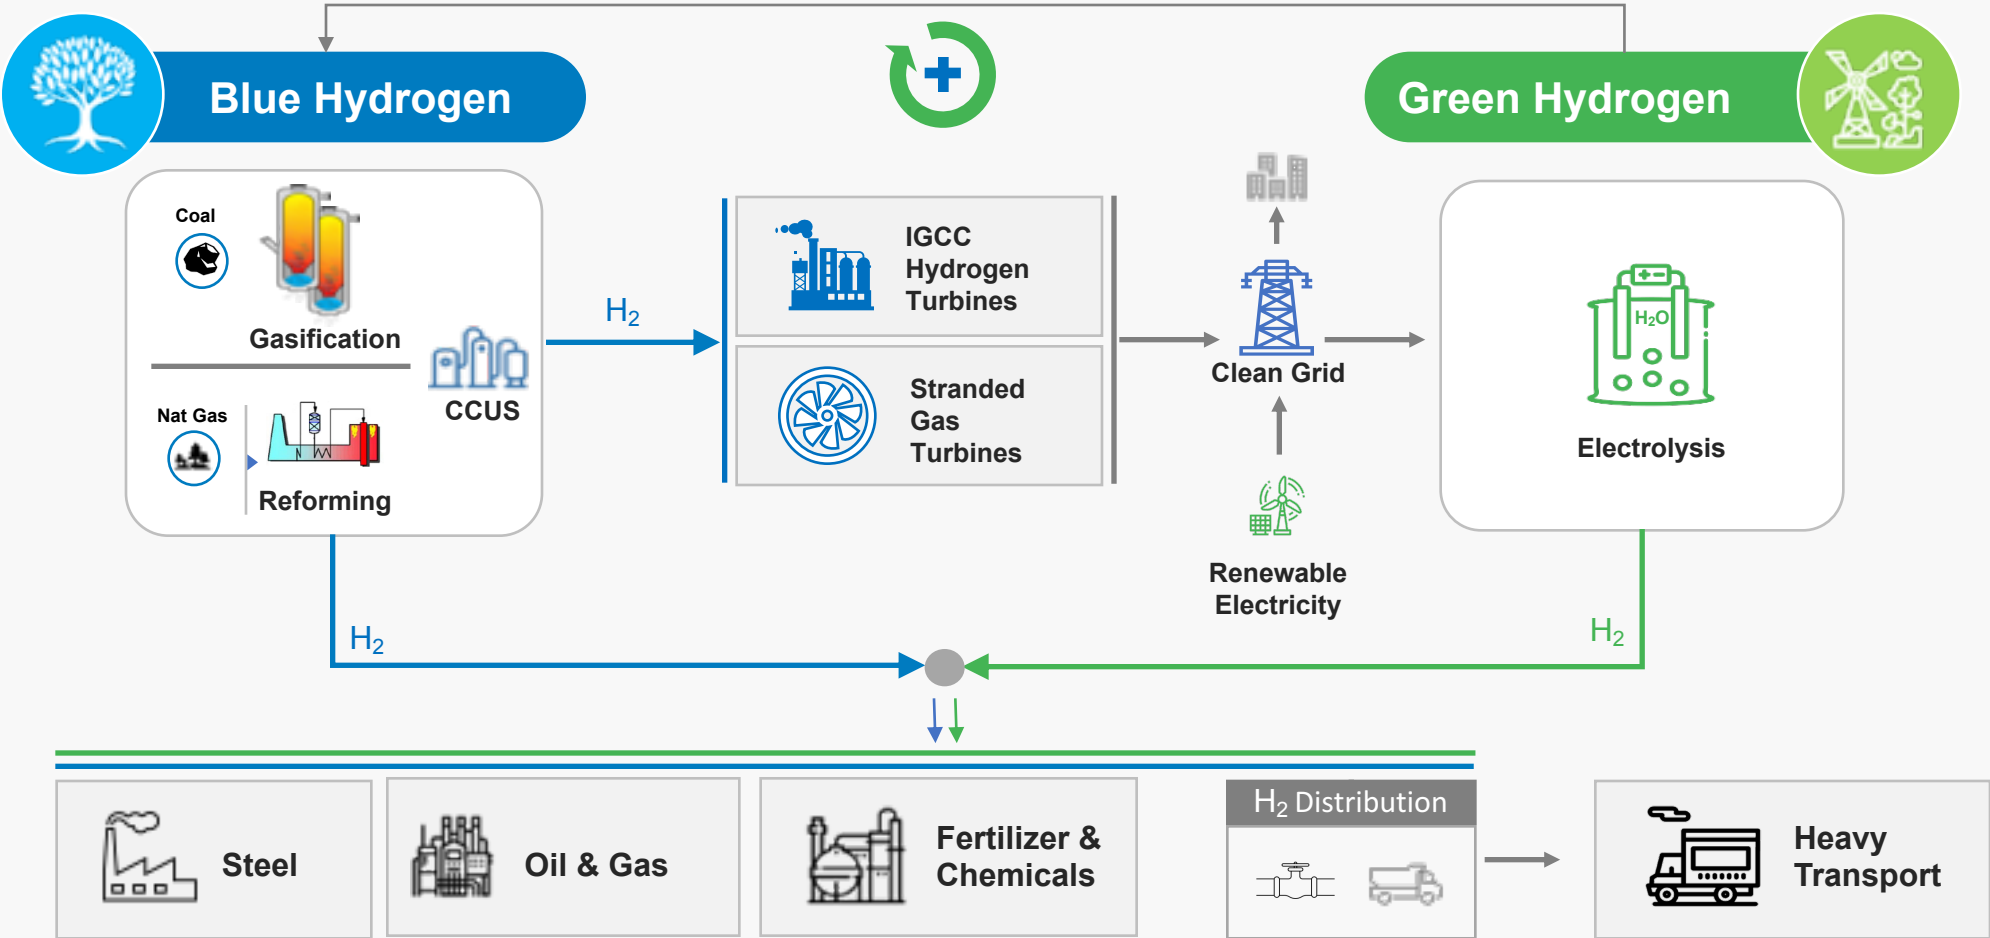 Blue Hydrogen
Green Hydrogen
Coal
Gasification
Nat Gas
Reforming
CCUS
H₂
IGCC
Hydrogen
Turbines
Stranded
Gas
Turbines
Clean Grid
Renewable
Electricity
H₂O
Electrolysis
H₂
H₂
Steel
Oil & Gas
Fertilizer &
Chemicals
H₂ Distribution
Heavy
Transport